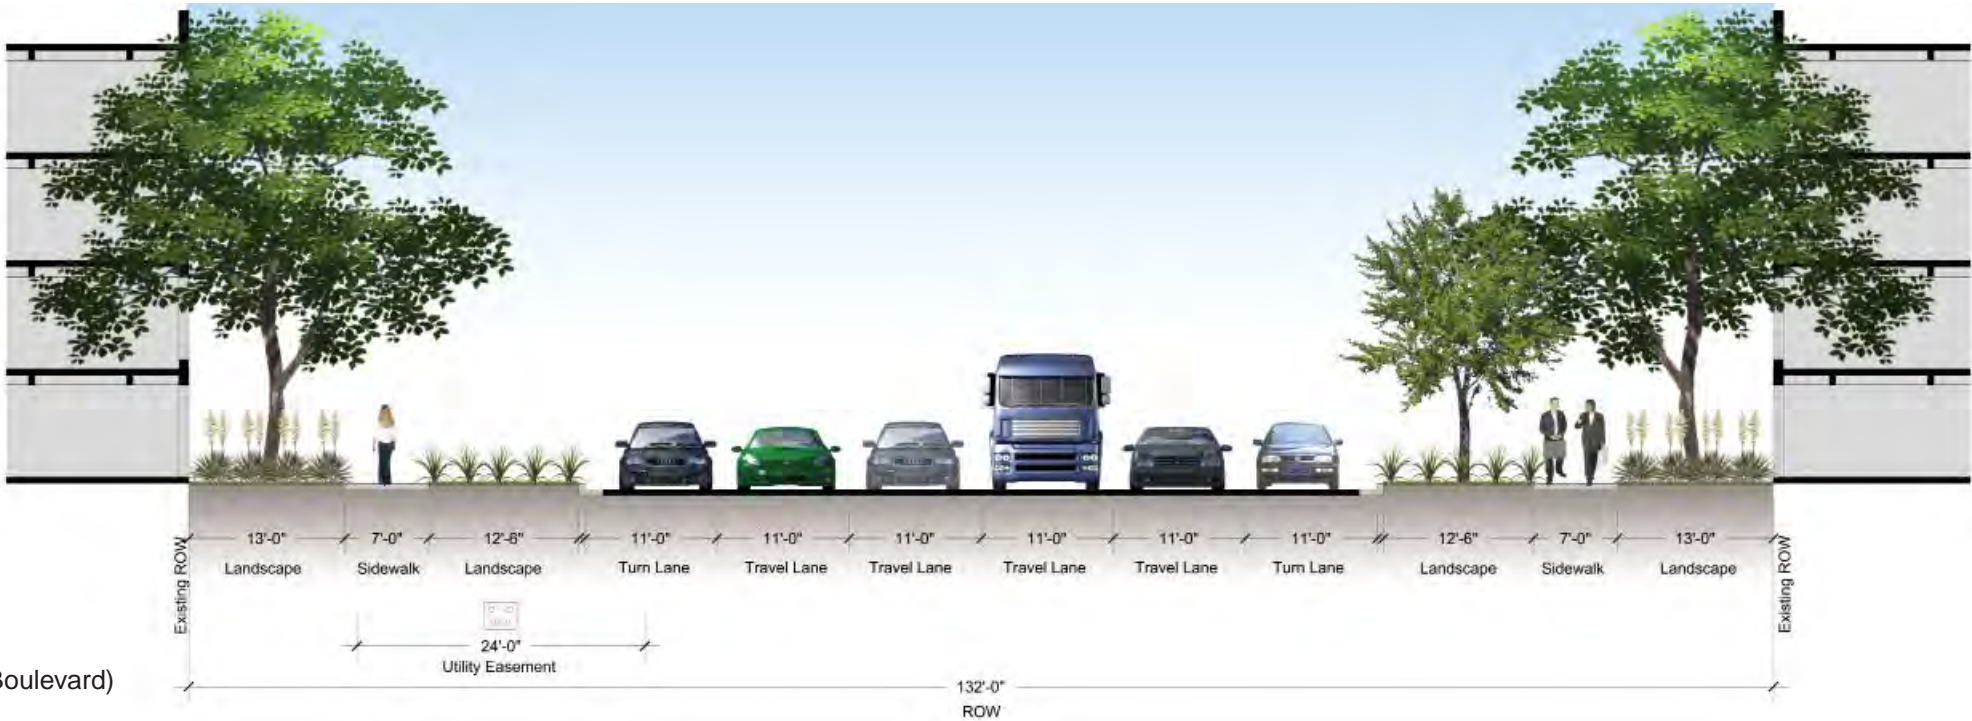 13'-0" 7'-0" 12'-6" 11'-0" 11'-0" 11'-0" 11'-0" 11'-0" 11'-0" 12'-6" 7'-0" 13'-0"
Landscape Sidewalk Landscape Turn Lane Travel Lane Travel Lane Travel Lane Travel Lane Turn Lane Landscape Sidewalk Landscape
Existing ROW
Existing ROW
24'-0"
Utility Easement
Boulevard)
132'-0"
ROW